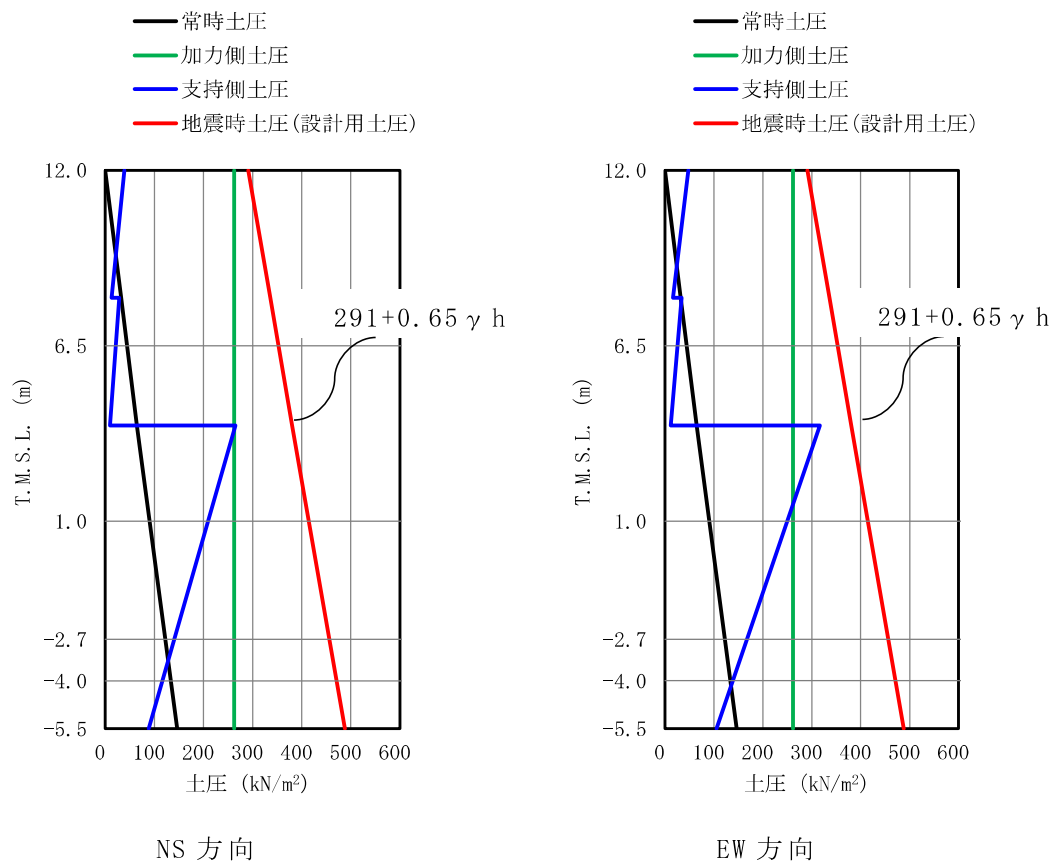 常時土圧
加力側土圧
支持側土圧
地震時土圧(設計用土圧)
12.0
6.5
1.0
-2.7
-4.0
-5.5
T.M.S.L. (m)
291+0.65γh
0 100 200 300 400 500 600
土圧 (kN/m²)
NS 方向
常時土圧
加力側土圧
支持側土圧
地震時土圧(設計用土圧)
12.0
6.5
1.0
-2.7
-4.0
-5.5
T.M.S.L. (m)
291+0.65γh
0 100 200 300 400 500 600
土圧 (kN/m²)
EW 方向